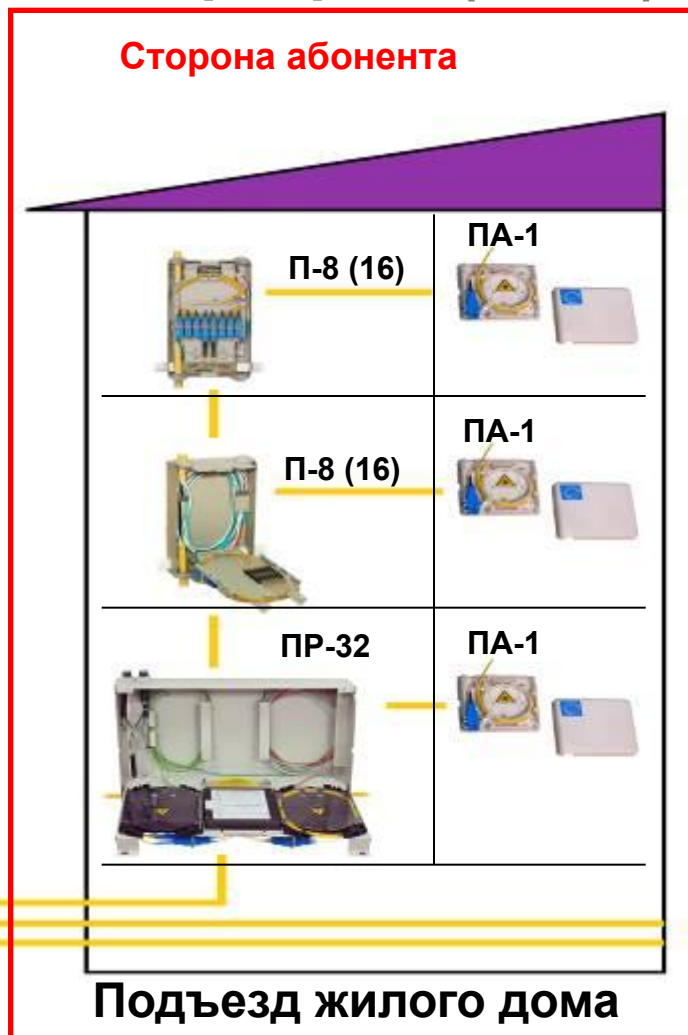 Сторона абонента
ПА-1
П-8 (16)
ПА-1
П-8 (16)
ПР-32
ПА-1
Подъезд жилого дома